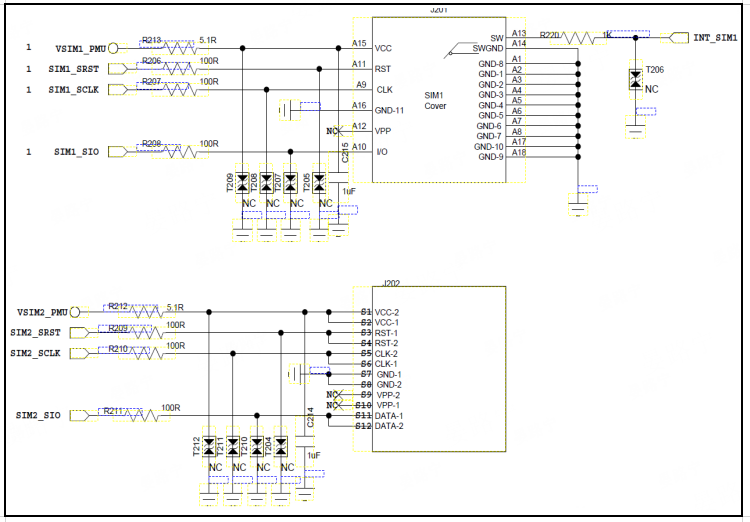 J201
R213 5.1R A15 SW A13 R220 1K
1 VSIM1_PMU VCC SWGND A14 INT_SIM1
R206 100R A11 GND-8 A1
1 SIM1_SRST RST GND-1 A2 T206
R207 100R A9 GND-2 A3
1 SIM1_SCLK CLK SIM1 GND-3 A4 NC
A16 GND-11 Cover GND-4 A5
GND-5 A6
NC A12 VPP GND-6 A7
GND-7 A8
R208 100R A10 GND-10 A17
1 SIM1_SIO I/O GND-9 A18
C215
T209 T208 T207 T205 1uF
NC NC NC NC
J202
R212 5.1R
VSIM2_PMU S1 VCC-2
S2 VCC-1
R209 100R
SIM2_SRST S3 RST-1
S4 RST-2
R210 100R
SIM2_SCLK S5 CLK-2
S6 CLK-1
S7 GND-1
S8 GND-2
NC S9 VPP-2
NC S10 VPP-1
R211 100R
SIM2_SIO S11 DATA-1
S12 DATA-2
C214
T212 T211 T210 T204 1uF
NC NC NC NC